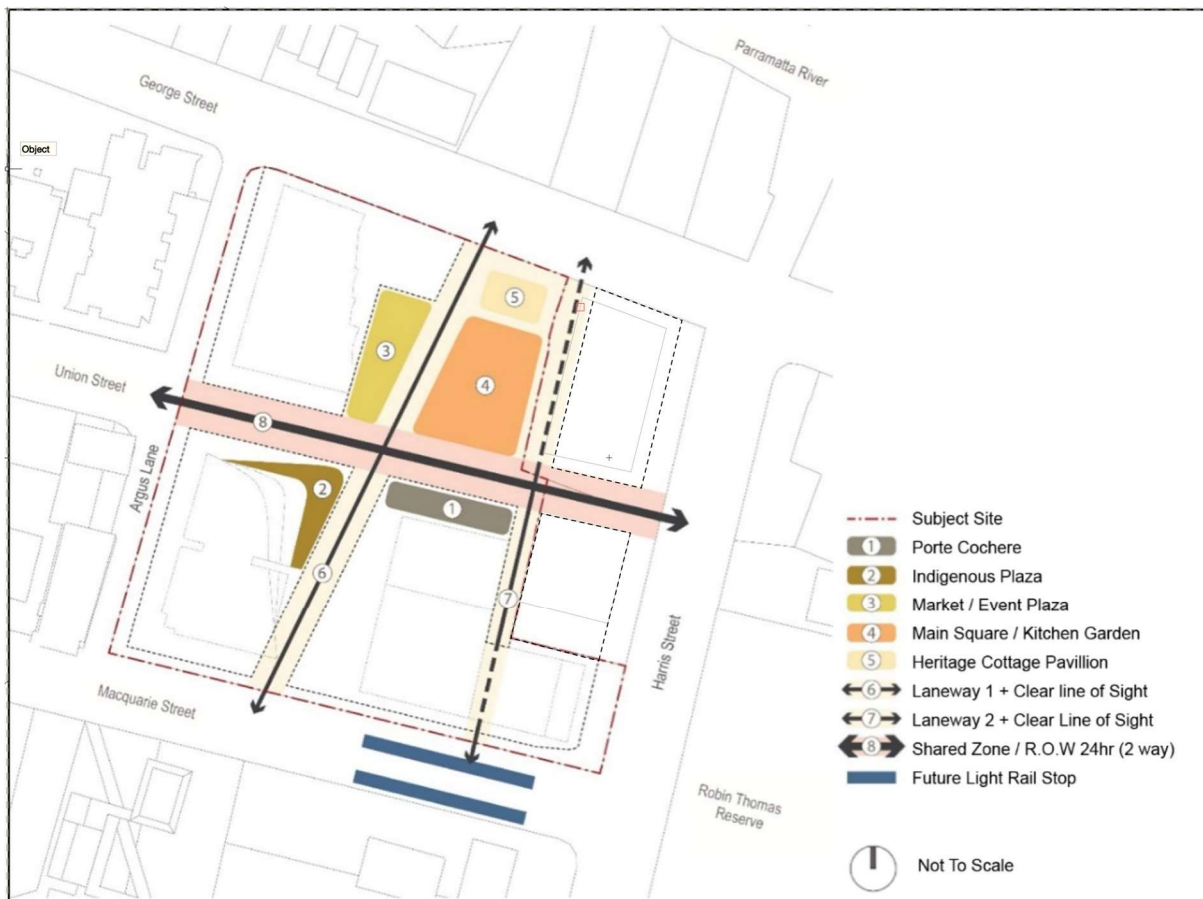 Parramatta River
George Street
Object
5
3
4
Union Street
8
Argus Lane
2
1
6
7
Harris Street
Macquarie Street
Robin Thomas
Reserve
Subject Site
1 Porte Cochere
2 Indigenous Plaza
3 Market / Event Plaza
4 Main Square / Kitchen Garden
5 Heritage Cottage Pavillion
6 Laneway 1 + Clear line of Sight
7 Laneway 2 + Clear Line of Sight
8 Shared Zone / R.O.W 24hr (2 way)
Future Light Rail Stop
Not To Scale